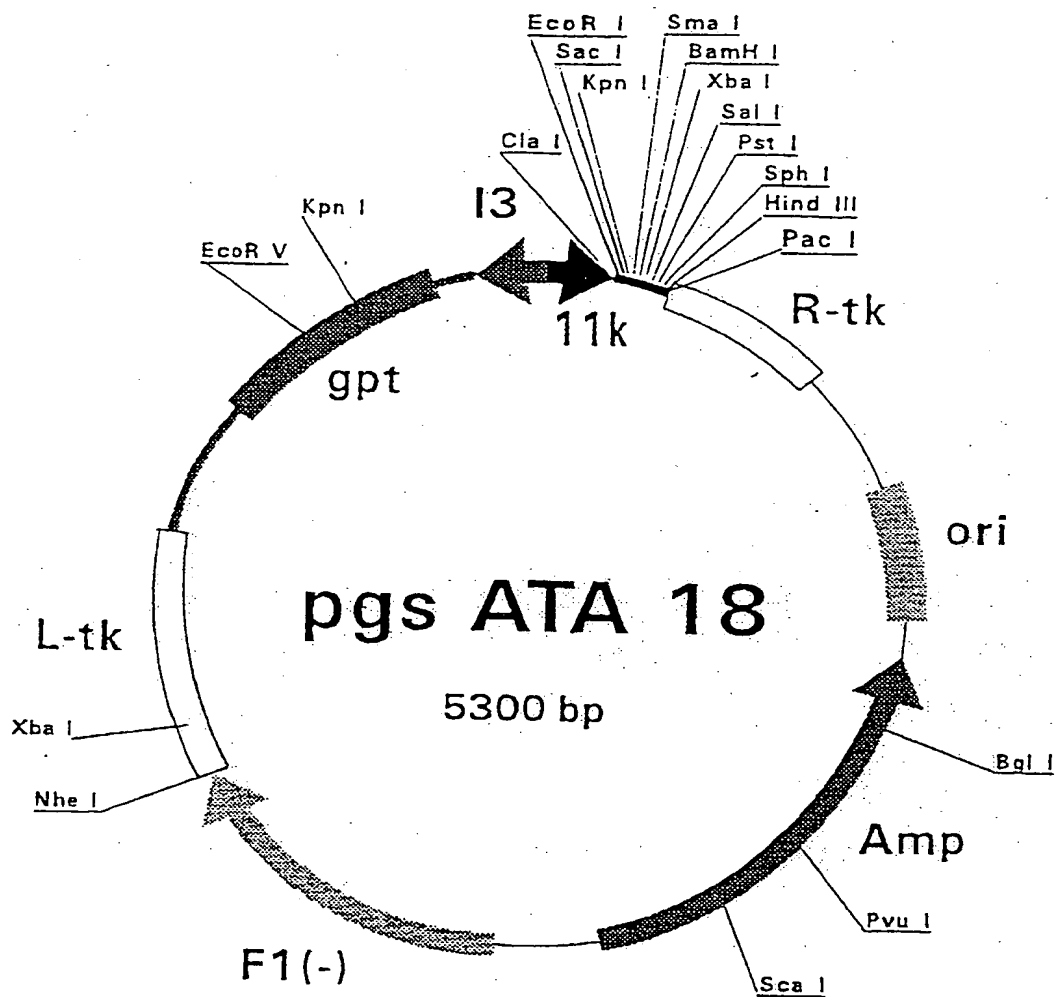 EcoR I
Sma I
Sac I
BamH I
Kpn I
Xba I
Sal I
Cla I
Pst I
Sph I
I3
Kpn I
Hind III
EcoR V
Pac I
R-tk
11k
gpt
ori
pgs ATA 18
L-tk
5300 bp
Xba I
Bgl I
Nhe I
Amp
Pvu I
F1(-)
Sca I